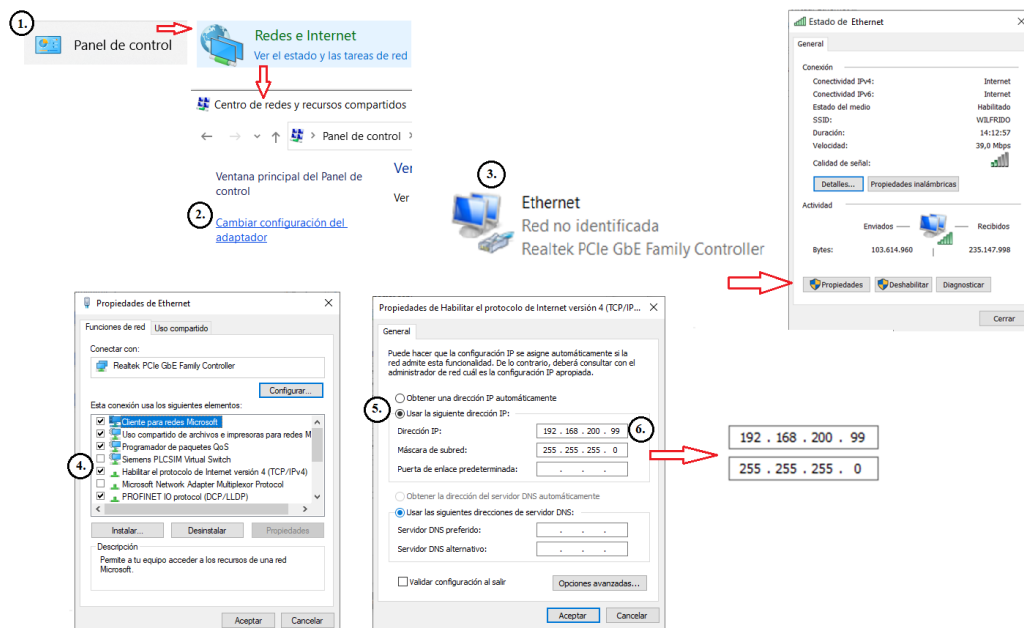 1.
Panel de control
Redes e Internet
Ver el estado y las tareas de red
Centro de redes y recursos compartidos
Panel de control
Ventana principal del Panel de
control
2.
Cambiar configuración del
adaptador
Ver
Ver
3.
Ethernet
Red no identificada
Realtek PCIe GbE Family Controller
Estado de Ethernet
General
Conexión
Conectividad IPv4: Internet
Conectividad IPv6: Internet
Estado del medio Habilitado
SSID: WILFRIDO
Duración: 14:12:57
Velocidad: 39,0 Mbps
Calidad de señal:
Detalles... Propiedades inalámbricas
Actividad
Enviados Recibidos
Bytes: 103.614.960 235.147.998
Propiedades Deshabilitar Diagnosticar
Cerrar
Propiedades de Ethernet
Funciones de red Uso compartido
Conectar con:
Realtek PCIe GbE Family Controller
Configurar...
Esta conexión usa los siguientes elementos:
Cliente para redes Microsoft
Uso compartido de archivos e impresoras para redes M
Programador de paquetes QoS
Siemens PLCSIM Virtual Switch
4.
Habilitar el protocolo de Internet versión 4 (TCP/IPv4)
Microsoft Network Adapter Multiplexor Protocol
PROFINET IO protocol (DCP/LLDP)
Instalar... Desinstalar Propiedades
Descripción
Permite a tu equipo acceder a los recursos de una red
Microsoft.
Aceptar Cancelar
Propiedades de Habilitar el protocolo de Internet versión 4 (TCP/IP...
General
Puede hacer que la configuración IP se asigne automáticamente si la
red admite esta funcionalidad. De lo contrario, deberá consultar con el
administrador de red cuál es la configuración IP apropiada.
Obtener una dirección IP automáticamente
5.
Usar la siguiente dirección IP:
Dirección IP: 192 . 168 . 200 . 99
6.
Máscara de subred: 255 . 255 . 255 . 0
Puerta de enlace predeterminada: . . .
Obtener la dirección del servidor DNS automáticamente
Usar las siguientes direcciones de servidor DNS:
Servidor DNS preferido: . . .
Servidor DNS alternativo: . . .
Validar configuración al salir Opciones avanzadas...
Aceptar Cancelar
192 . 168 . 200 . 99
255 . 255 . 255 . 0